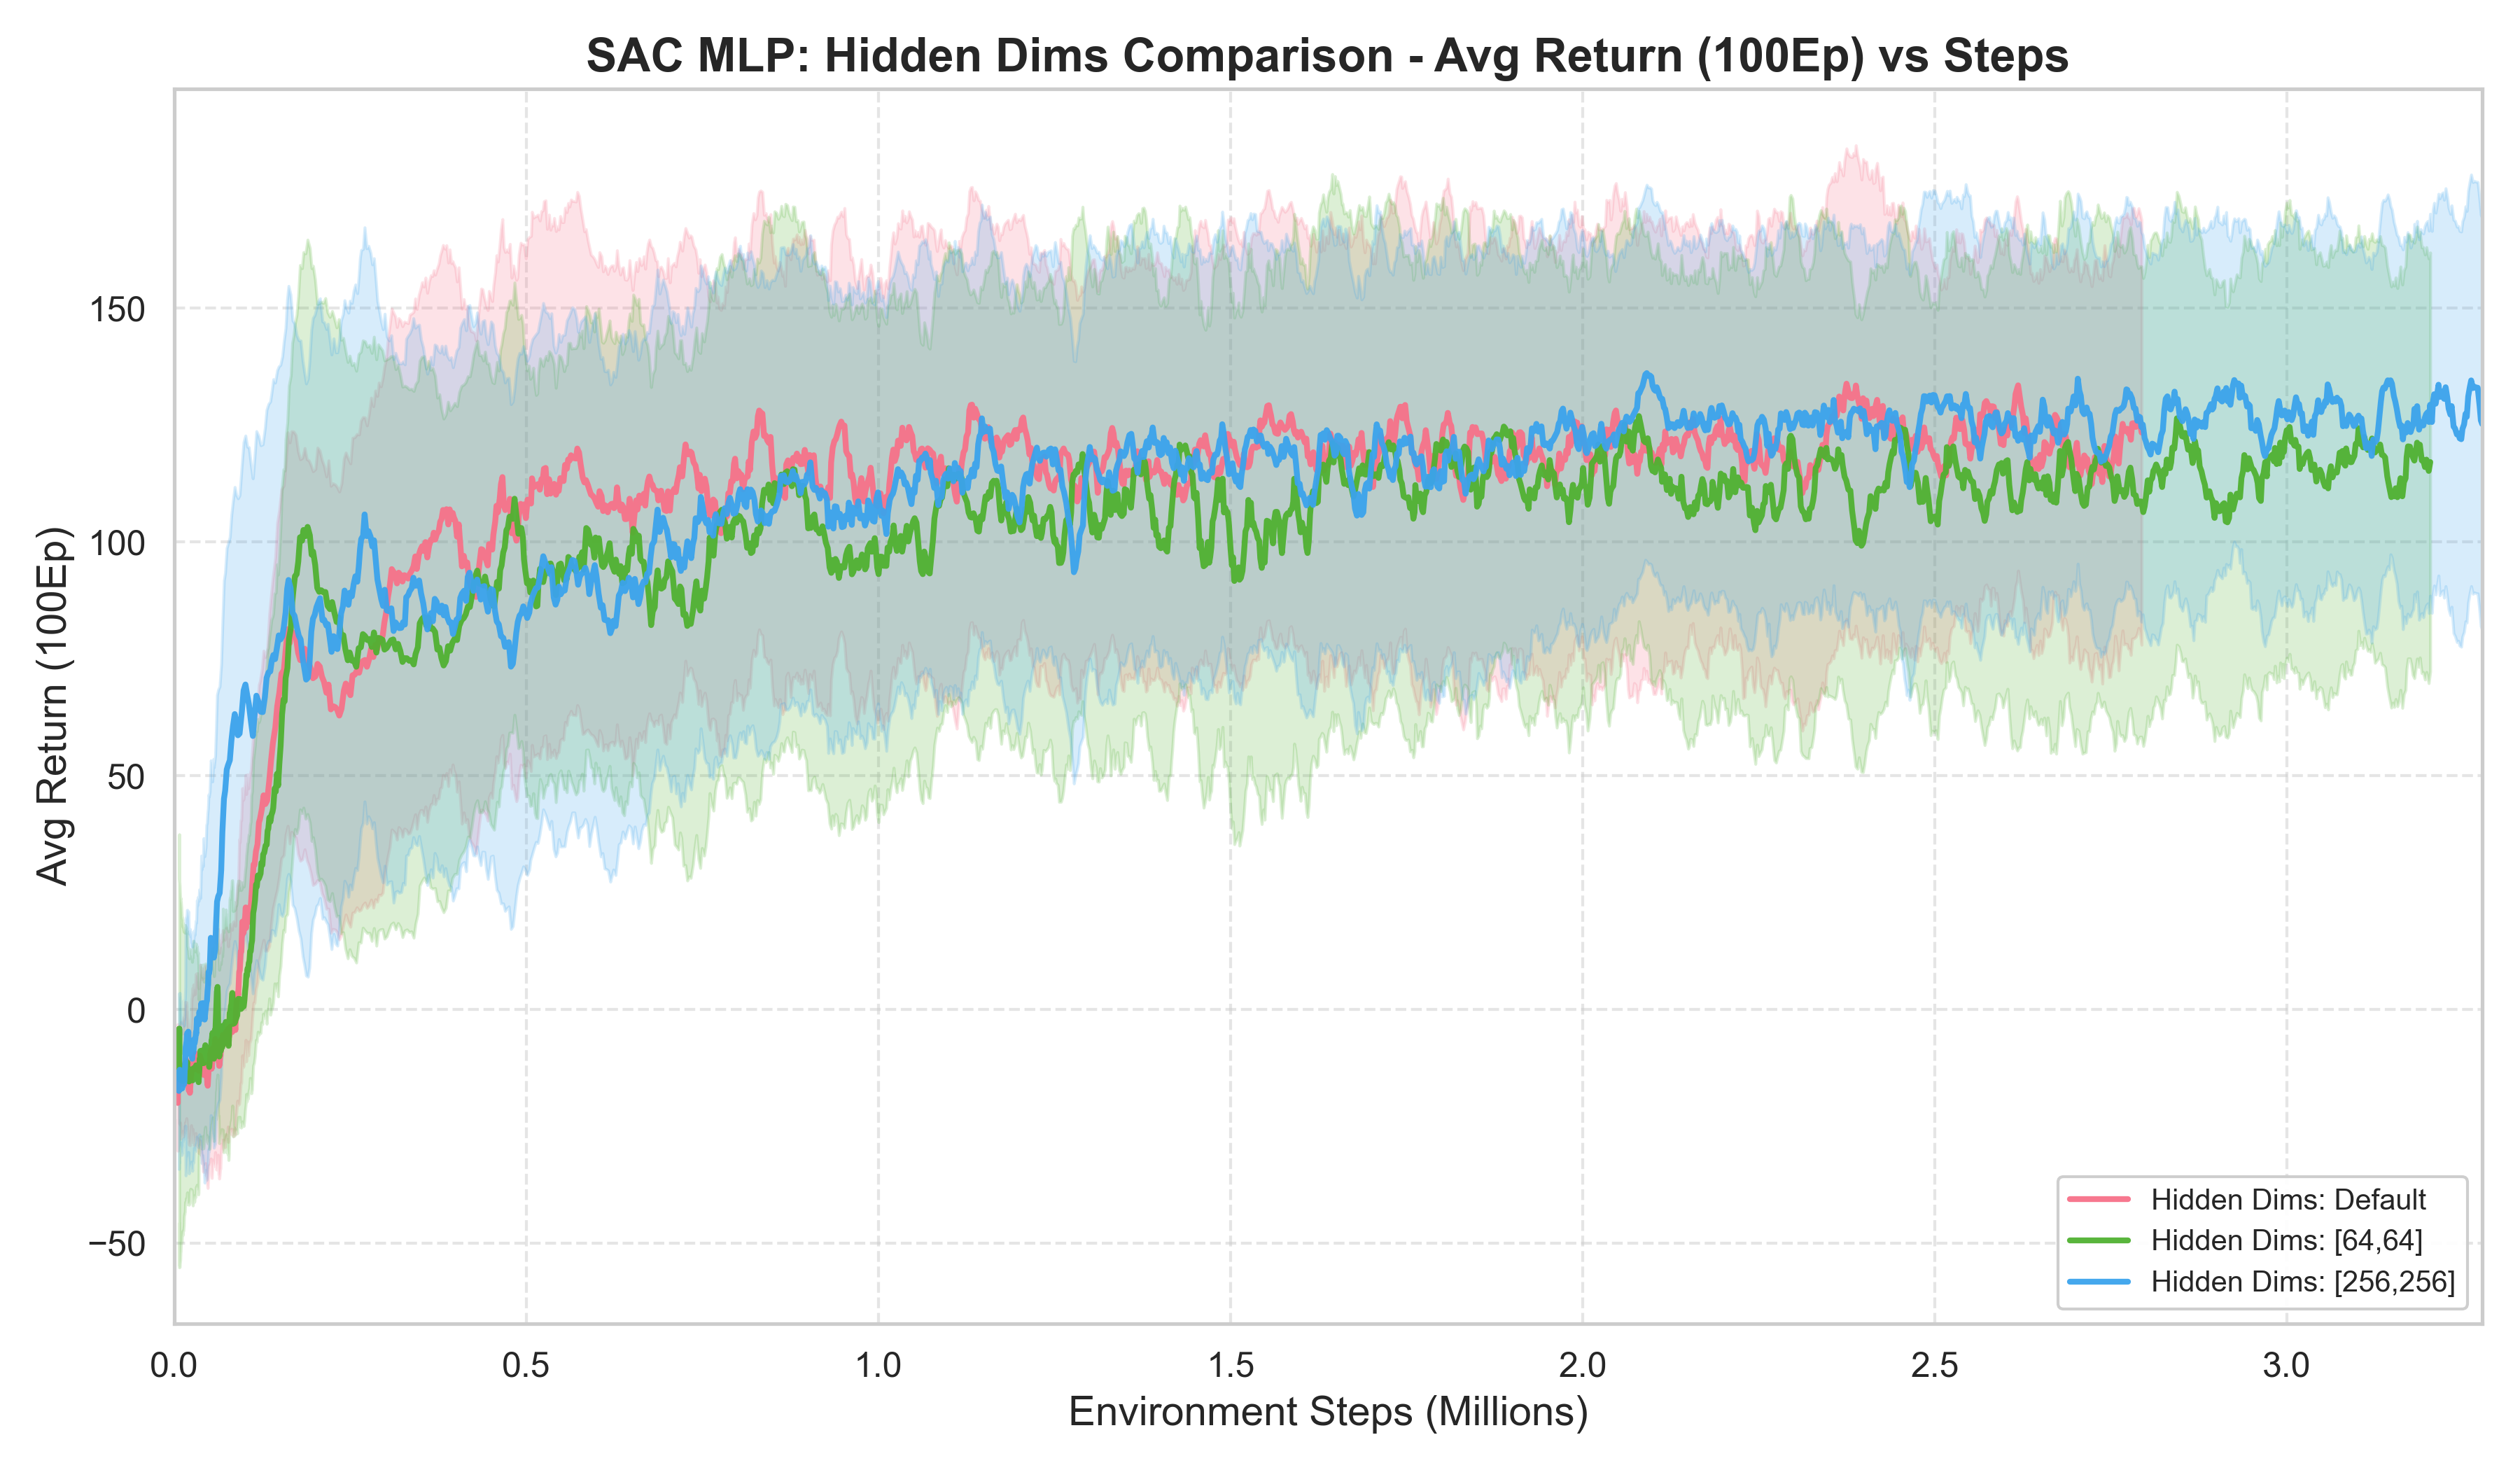 SAC MLP: Hidden Dims Comparison - Avg Return (100Ep) vs Steps
Avg Return (100Ep)
150
100
50
0
−50
0.0 0.5 1.0 1.5 2.0 2.5 3.0
Environment Steps (Millions)
Hidden Dims: Default
Hidden Dims: [64,64]
Hidden Dims: [256,256]